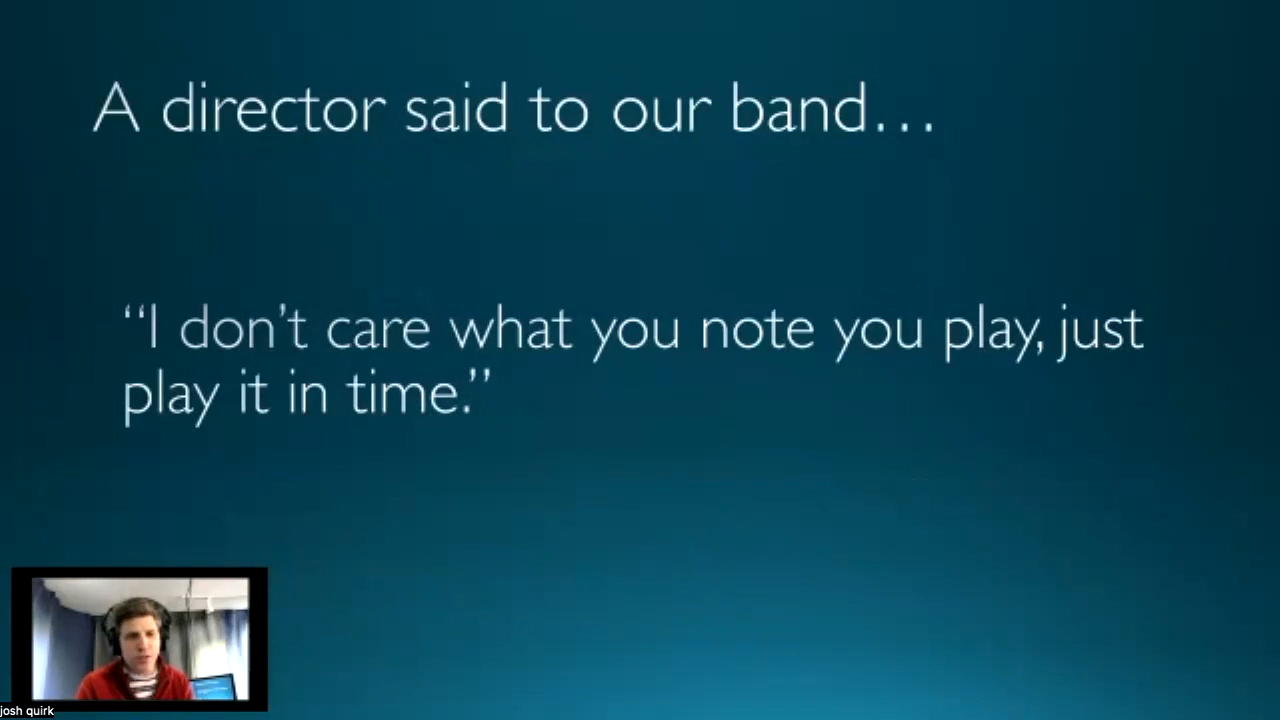 A director said to our band…
“I don’t care what you note you play, just
play it in time.”
josh quirk